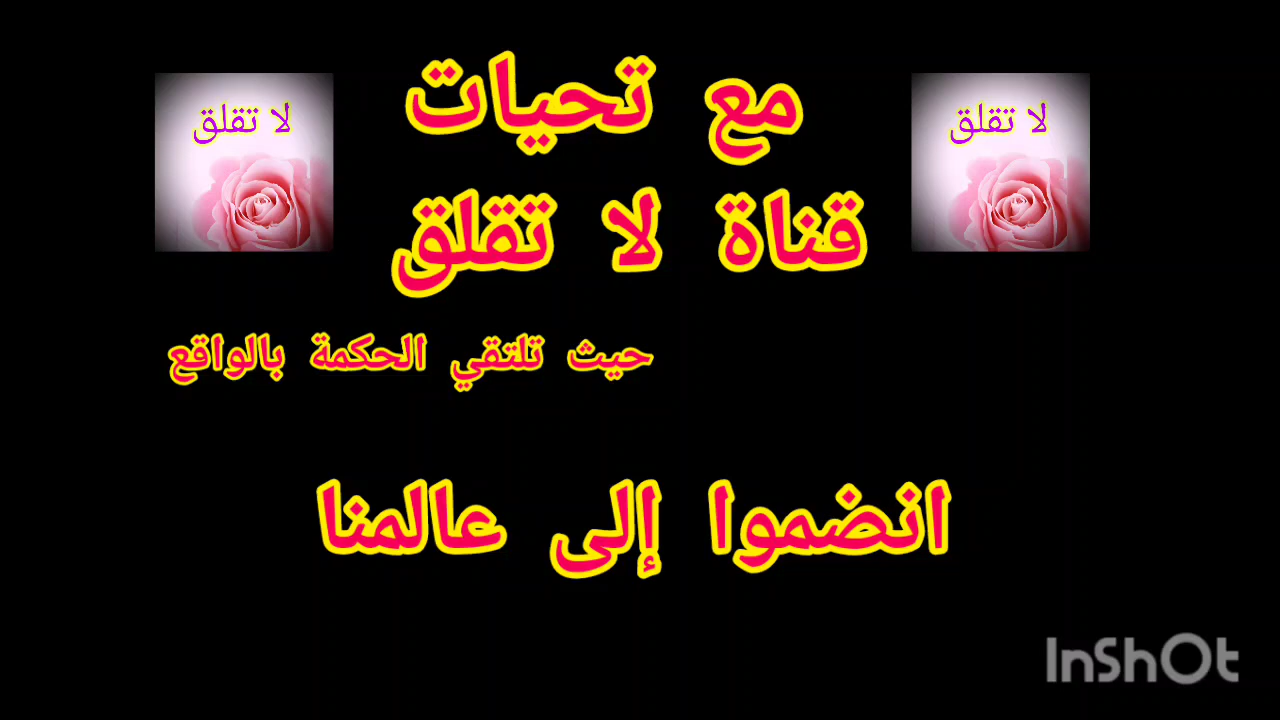 مع تحيات
لا تقلق
لا تقلق
قناة لا تقلق
حيث تلتقي الحكمة بالواقع
انضموا إلى عالمنا
InShOt